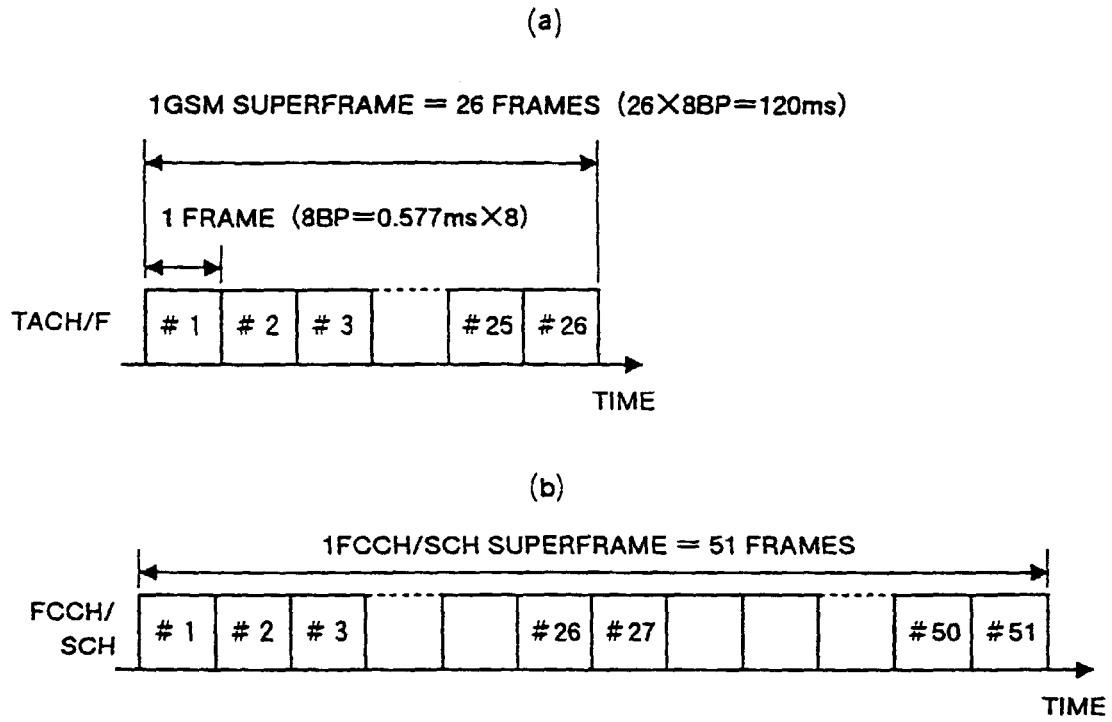 (a)
1GSM SUPERFRAME = 26 FRAMES (26×8BP=120ms)
1 FRAME (8BP=0.577ms×8)
TACH/F #1 #2 #3 #25 #26
TIME
(b)
1FCCH/SCH SUPERFRAME = 51 FRAMES
FCCH/
SCH #1 #2 #3 #26 #27 #50 #51
TIME